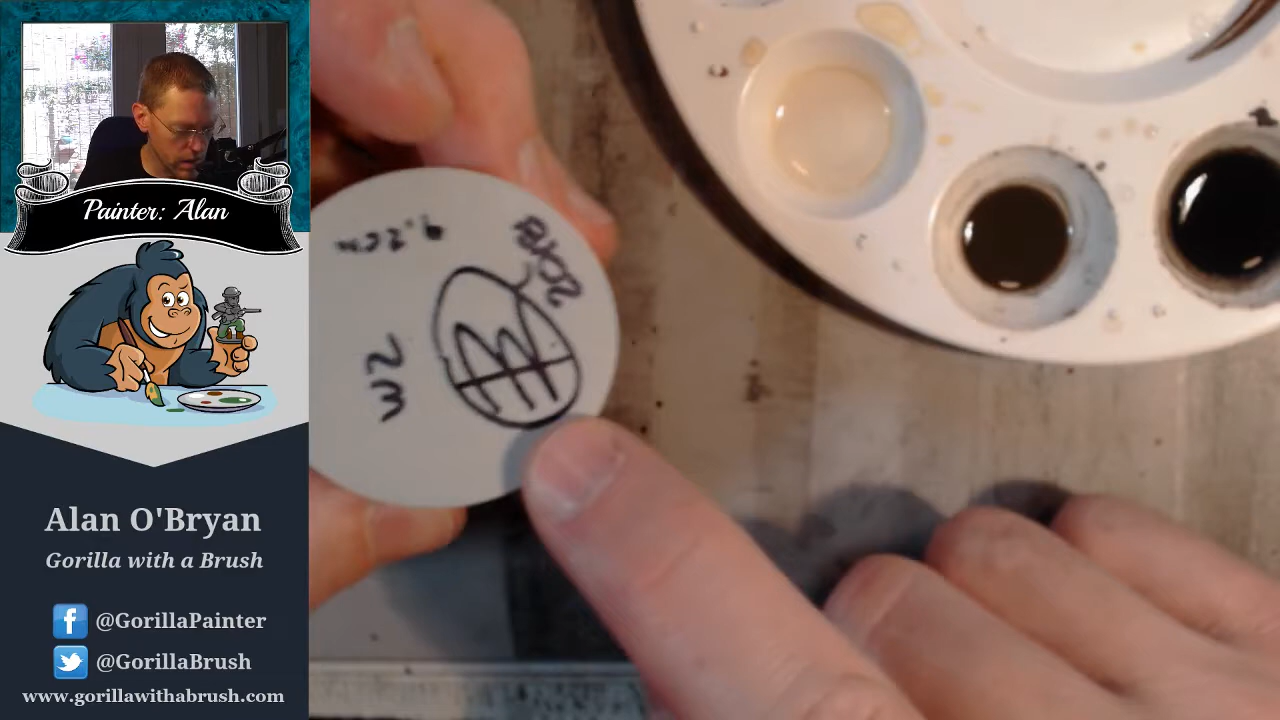 Painter: Alan
Alan O'Bryan
Gorilla with a Brush
@GorillaPainter
@GorillaBrush
www.gorillawithabrush.com